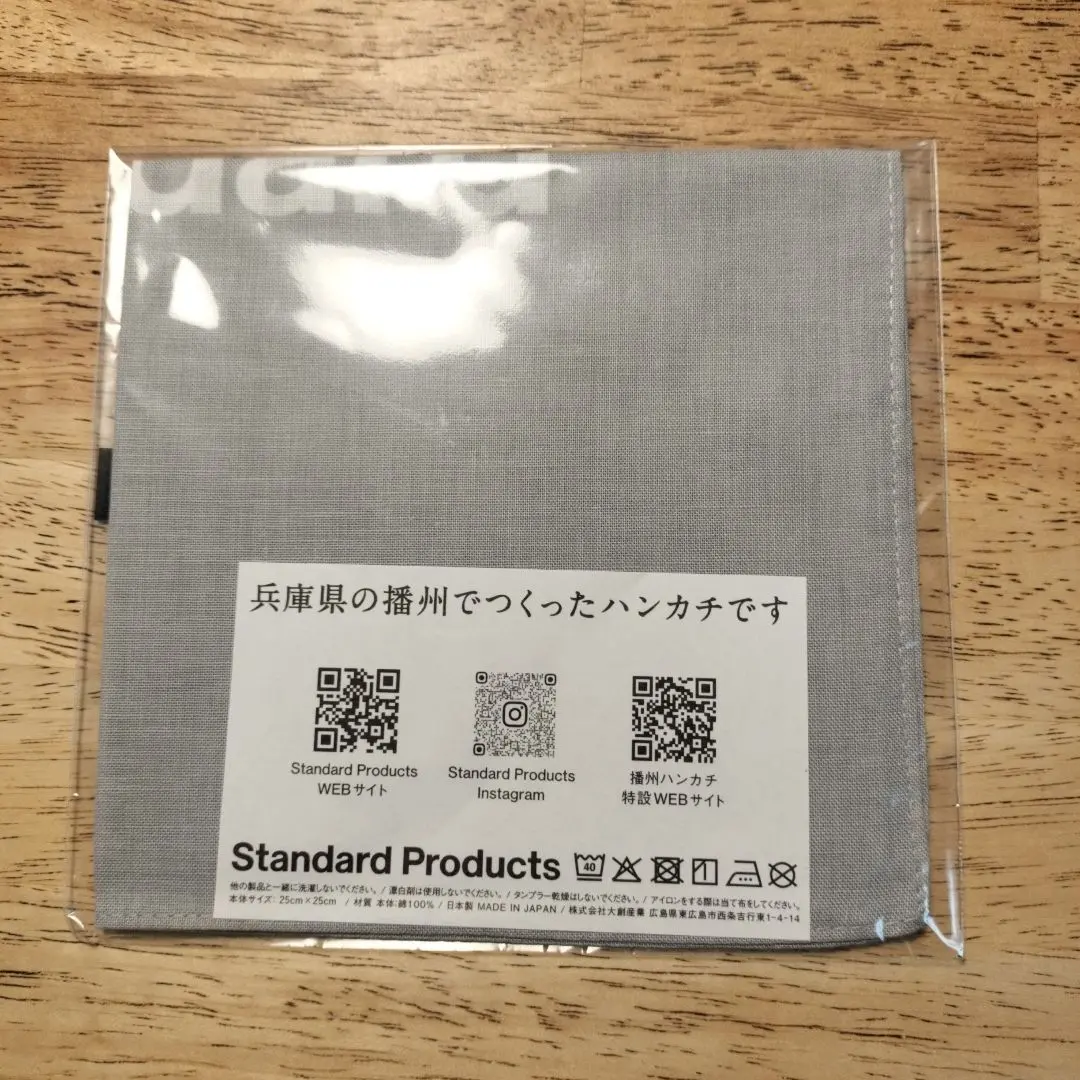 兵庫県の播州でつくったハンカチです
Standard Products
WEBサイト
Standard Products
Instagram
播州ハンカチ
特設WEBサイト
Standard Products
40
他の製品と一緒に洗濯しないでください。/ 漂白剤は使用しないでください。/ タンブラー乾燥はしないでください。/ アイロンをする際は当て布をしてください。
本体サイズ: 25cm×25cm / 材質 本体:綿100% / 日本製 MADE IN JAPAN / 株式会社大創産業 広島県東広島市西条吉行東1-4-14